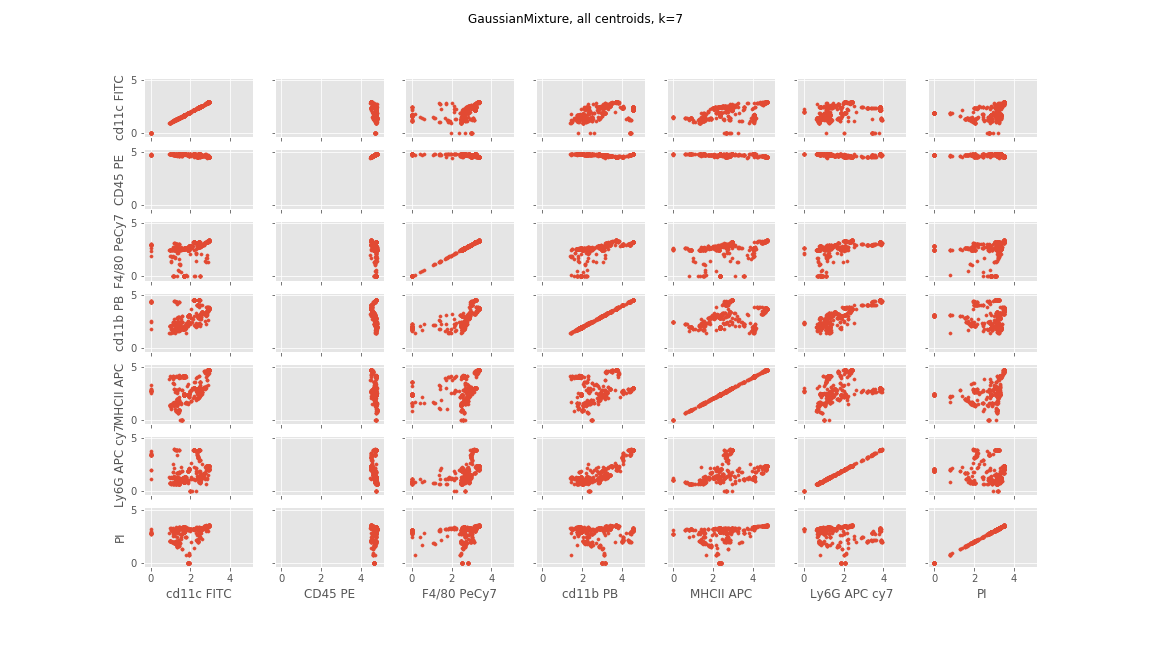 GaussianMixture, all centroids, k=7
cd11c FITC
5
0
CD45 PE
5
0
F4/80 PeCy7
5
0
cd11b PB
5
0
MHCII APC
5
0
Ly6G APC cy7
5
0
PI
5
0
0 2 4 0 2 4 0 2 4 0 2 4 0 2 4 0 2 4 0 2 4
cd11c FITC CD45 PE F4/80 PeCy7 cd11b PB MHCII APC Ly6G APC cy7 PI